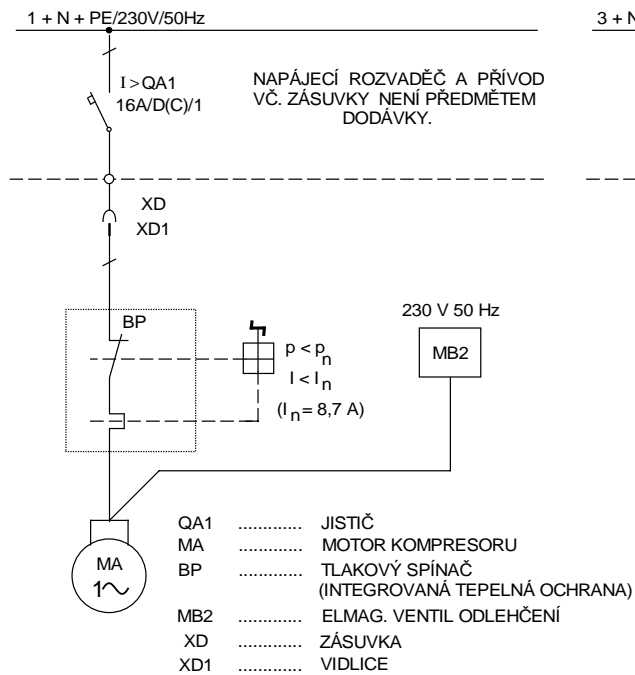 1 + N + PE/230V/50Hz
3 + N
I > QA1
16A/D(C)/1
NAPÁJECÍ ROZVADĚČ A PŘÍVOD
VČ. ZÁSUVKY NENÍ PŘEDMĚTEM
DODÁVKY.
XD
XD1
BP
230 V 50 Hz
MB2
p < pn
I < In
(In = 8,7 A)
MA
1~
QA1 ............. JISTIČ
MA ............. MOTOR KOMPRESORU
BP ............. TLAKOVÝ SPÍNAČ
(INTEGROVANÁ TEPELNÁ OCHRANA)
MB2 ............. ELMAG. VENTIL ODLEHČENÍ
XD ............. ZÁSUVKA
XD1 ............. VIDLICE